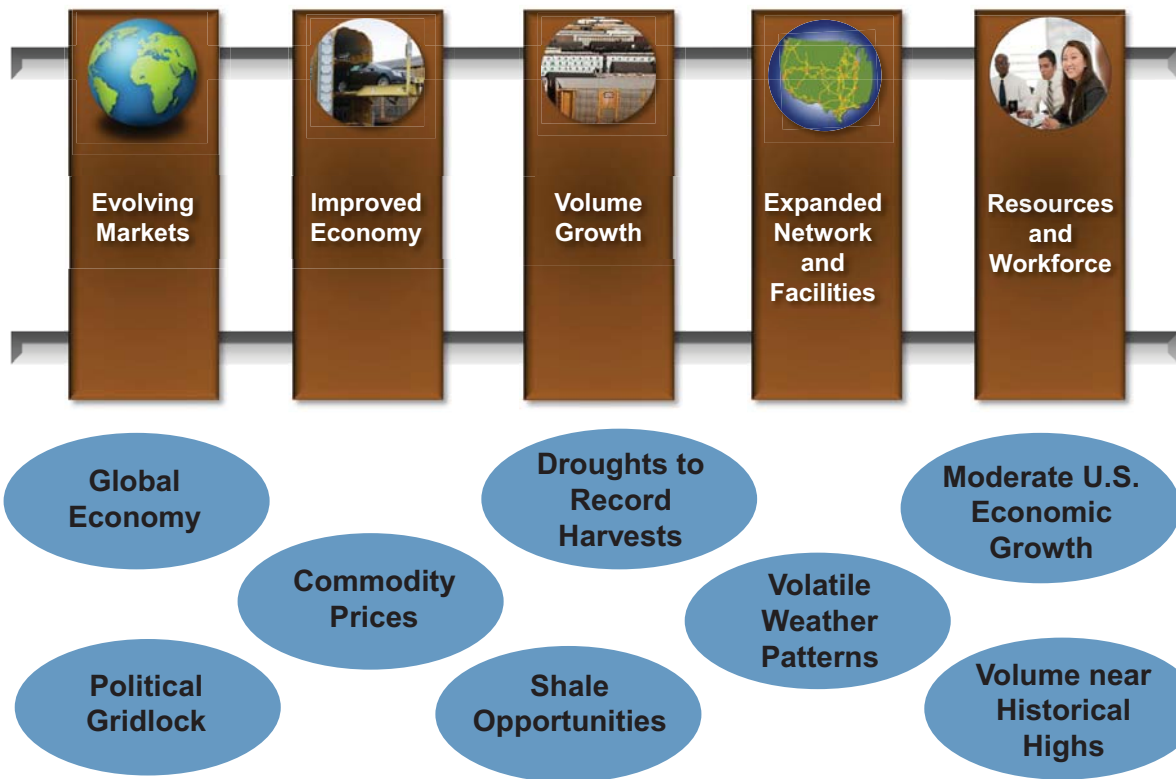 Evolving
Markets
Improved
Economy
Volume
Growth
Expanded
Network
and
Facilities
Resources
and
Workforce
Global
Economy
Droughts to
Record
Harvests
Moderate U.S.
Economic
Growth
Commodity
Prices
Volatile
Weather
Patterns
Political
Gridlock
Shale
Opportunities
Volume near
Historical
Highs